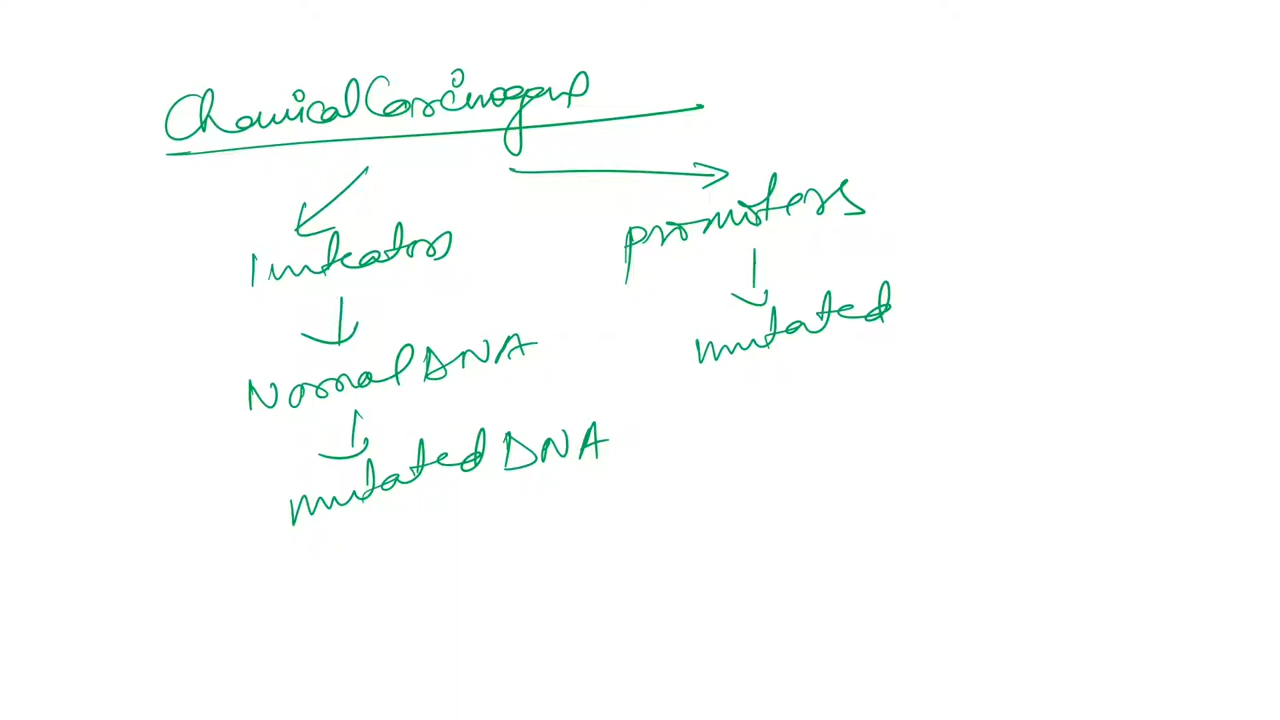 Chemical Carcinogens
Initiators
promoters
Normal DNA
mutated
mutated DNA